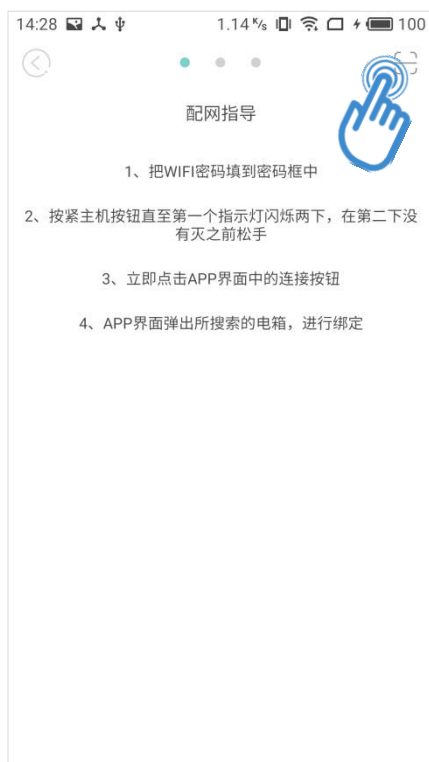 14:28 1.14 K/s 100
配网指导
1、把WIFI密码填到密码框中
2、按紧主机按钮直至第一个指示灯闪烁两下，在第二下没
有灭之前松手
3、立即点击APP界面中的连接按钮
4、APP界面弹出所搜索的电箱，进行绑定